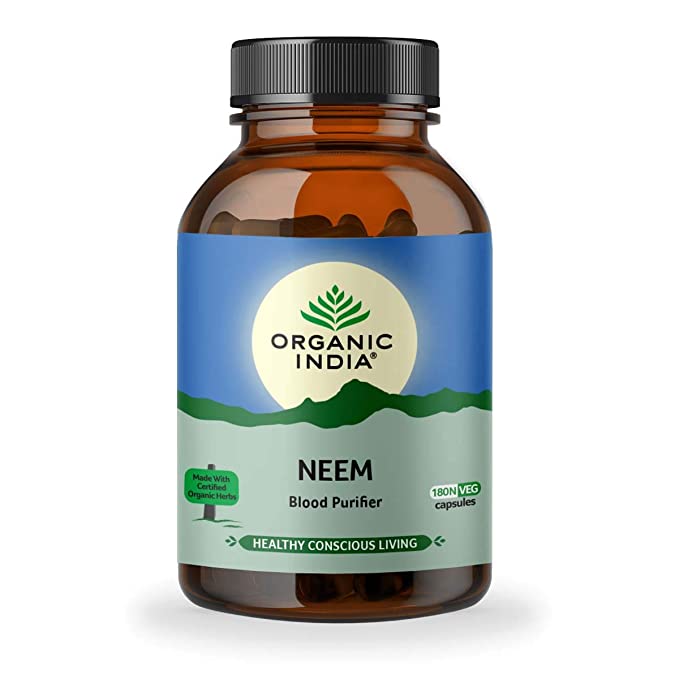 ORGANIC
INDIA®
NEEM
Blood Purifier
Made With
Certified
Organic Herbs
180N VEG
capsules
HEALTHY CONSCIOUS LIVING